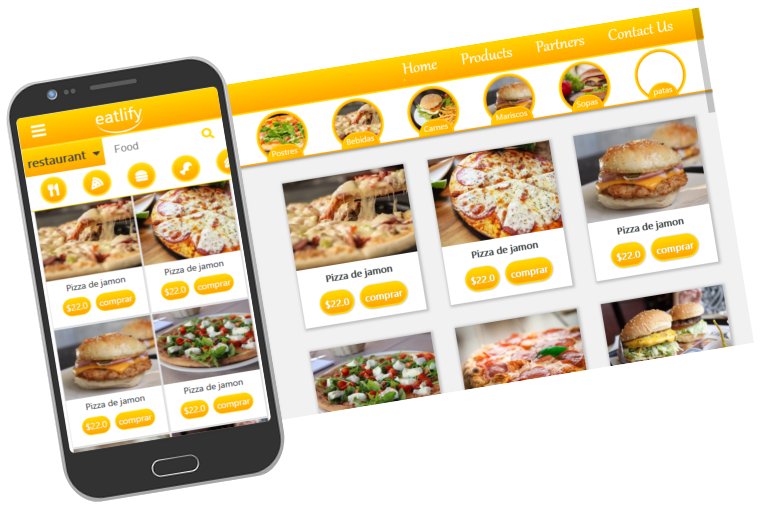 eatlify
restaurant
Food
Pizza de jamon
$22.0 comprar
Pizza de jamon
$22.0 comprar
Pizza de jamon
$22.0 comprar
Pizza de jamon
$22.0 comprar
Home Products Partners Contact Us
Postres Bebidas Carnes Mariscos Sopas patas
Pizza de jamon
$22.0 comprar
Pizza de jamon
$22.0 comprar
Pizza de jamon
$22.0 comprar